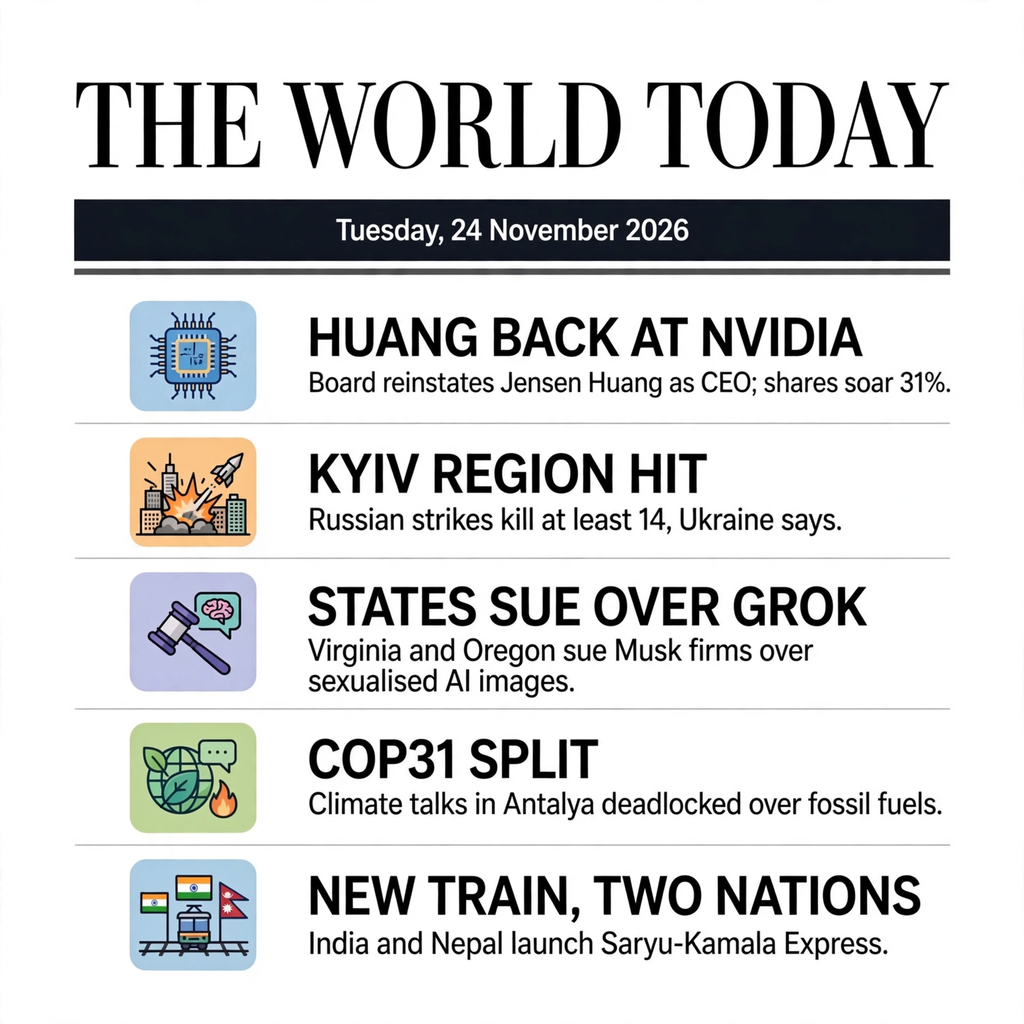 THE WORLD TODAY
Tuesday, 24 November 2026
HUANG BACK AT NVIDIA
Board reinstates Jensen Huang as CEO; shares soar 31%.
KYIV REGION HIT
Russian strikes kill at least 14, Ukraine says.
STATES SUE OVER GROK
Virginia and Oregon sue Musk firms over
sexualised AI images.
COP31 SPLIT
Climate talks in Antalya deadlocked over fossil fuels.
NEW TRAIN, TWO NATIONS
India and Nepal launch Saryu-Kamala Express.